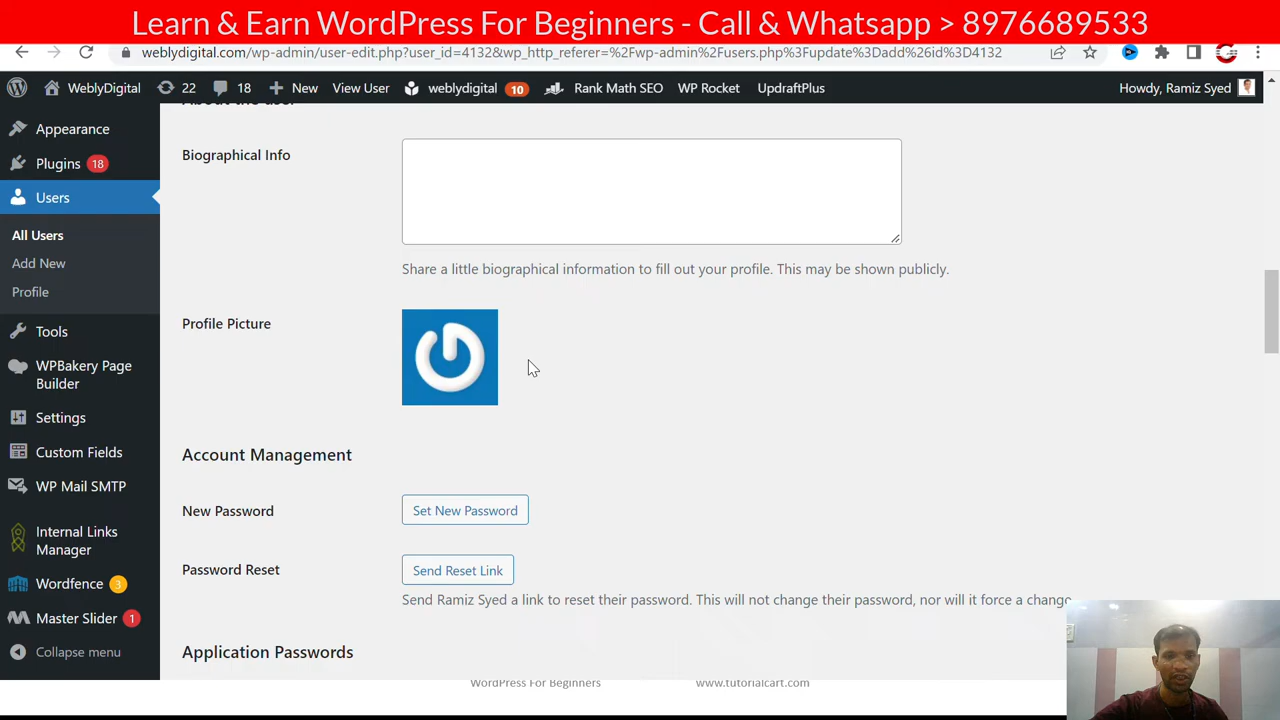 Learn & Earn WordPress For Beginners - Call & Whatsapp > 8976689533
weblydigital.com/wp-admin/user-edit.php?user_id=4132&wp_http_referer=%2Fwp-admin%2Fusers.php%3Fupdate%3Dadd%26id%3D4132
WeblyDigital 22 18 New View User weblydigital 10 Rank Math SEO WP Rocket UpdraftPlus Howdy, Ramiz Syed
About the user
Appearance
Plugins 18
Users
All Users
Add New
Profile
Tools
WPBakery Page
Builder
Settings
Custom Fields
WP Mail SMTP
Internal Links
Manager
Wordfence 3
Master Slider 1
Collapse menu
Biographical Info
Share a little biographical information to fill out your profile. This may be shown publicly.
Profile Picture
Account Management
New Password Set New Password
Password Reset Send Reset Link
Send Ramiz Syed a link to reset their password. This will not change their password, nor will it force a change.
Application Passwords
WordPress For Beginners www.tutorialcart.com